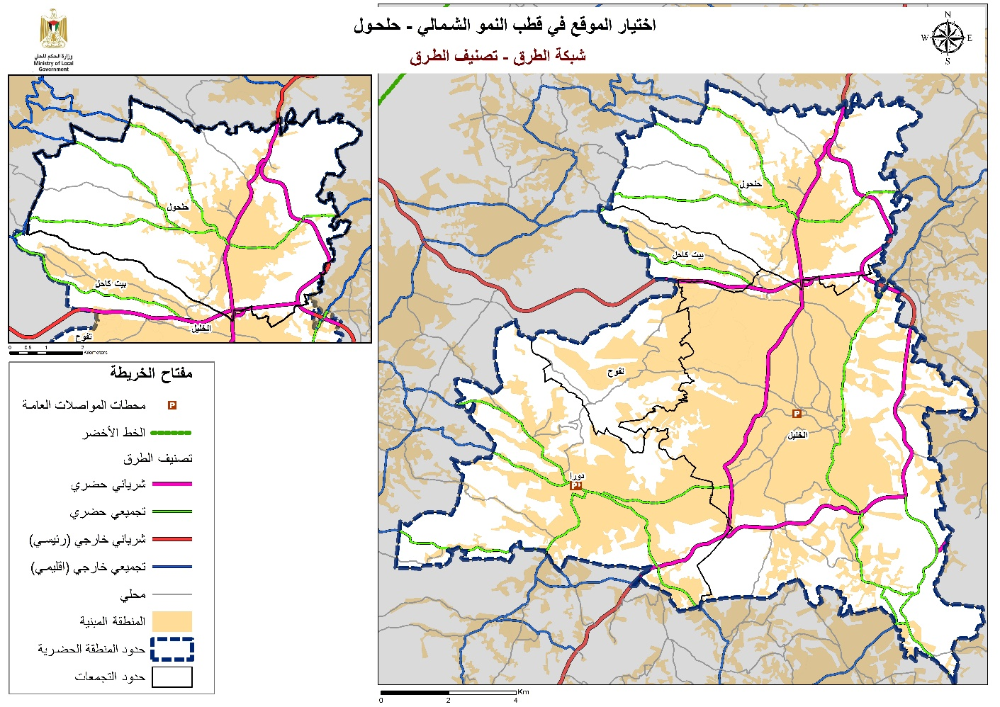 اختيار الموقع في قطب النمو الشمالي - حلحول
شبكة الطرق - تصنيف الطرق
وزارة الحكم المحلي
Ministry of Local
Government
N
W
E
S
حلحول
بيت كاحل
الخليل
تفوح
0 0.5 1 2
Kilometers
حلحول
بيت كاحل
تفوح
P
الخليل
دورا
P
مفتاح الخريطة
محطات المواصلات العامة
P
الخط الأخضر
تصنيف الطرق
شرياني حضري
تجميعي حضري
شرياني خارجي (رئيسي)
تجميعي خارجي (اقليمي)
محلي
المنطقة المبنية
حدود المنطقة الحضرية
حدود التجمعات
Km
0 2 4